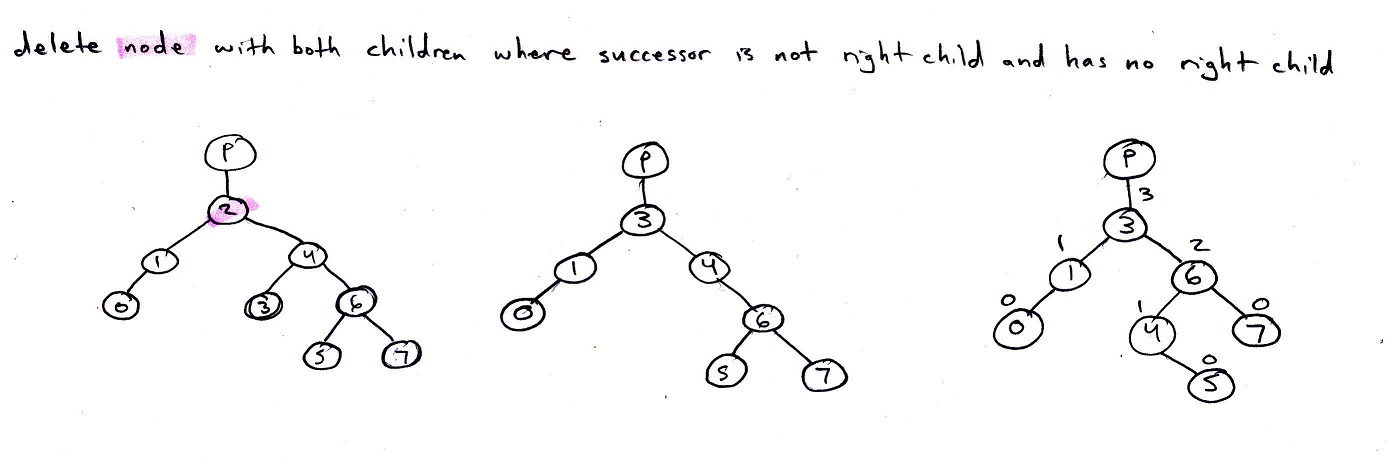 delete node with both children where successor is not right child and has no right child
P P P
3
2 3 3
1 2
1 4 1 4 1 6
0 1 0
0 3 6 0 6 0 4 7
0
5 7 5 7 5